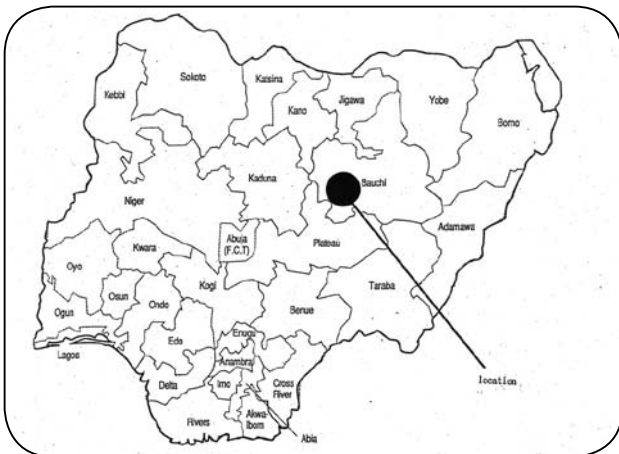 Sokoto
Katsina
Kebbi
Kano
Jigawa
Yobe
Borno
Kaduna
Bauchi
Niger
Adamawa
Abuja
(F.C.T)
Plateau
Kwara
Oyo
Kogi
Taraba
Osun
Ondo
Benue
Ogun
Enugu
Edo
Lagos
Anambra
Delta
Imo
Cross
River
location
Akwa-
Ibom
Rivers
Abia